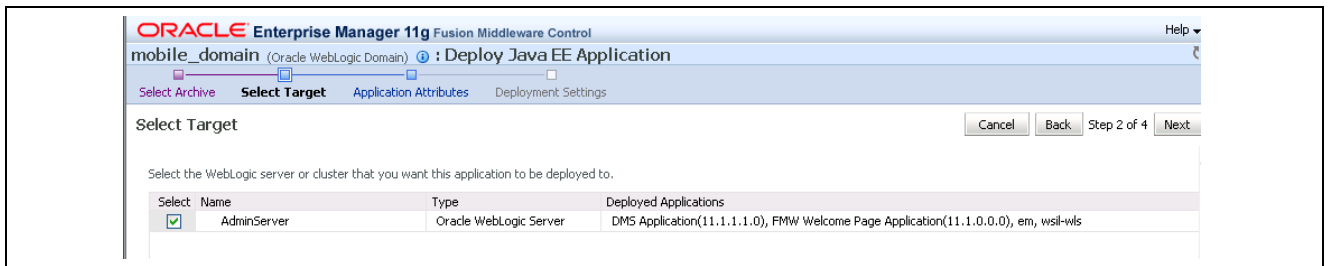 ORACLE Enterprise Manager 11g Fusion Middleware Control
Help
mobile_domain (Oracle WebLogic Domain) : Deploy Java EE Application
Select Archive Select Target Application Attributes Deployment Settings
Select Target
Cancel Back Step 2 of 4 Next
Select the WebLogic server or cluster that you want this application to be deployed to.
Select Name Type Deployed Applications
AdminServer Oracle WebLogic Server DMS Application(11.1.1.1.0), FMW Welcome Page Application(11.1.0.0.0), em, wsil-wls